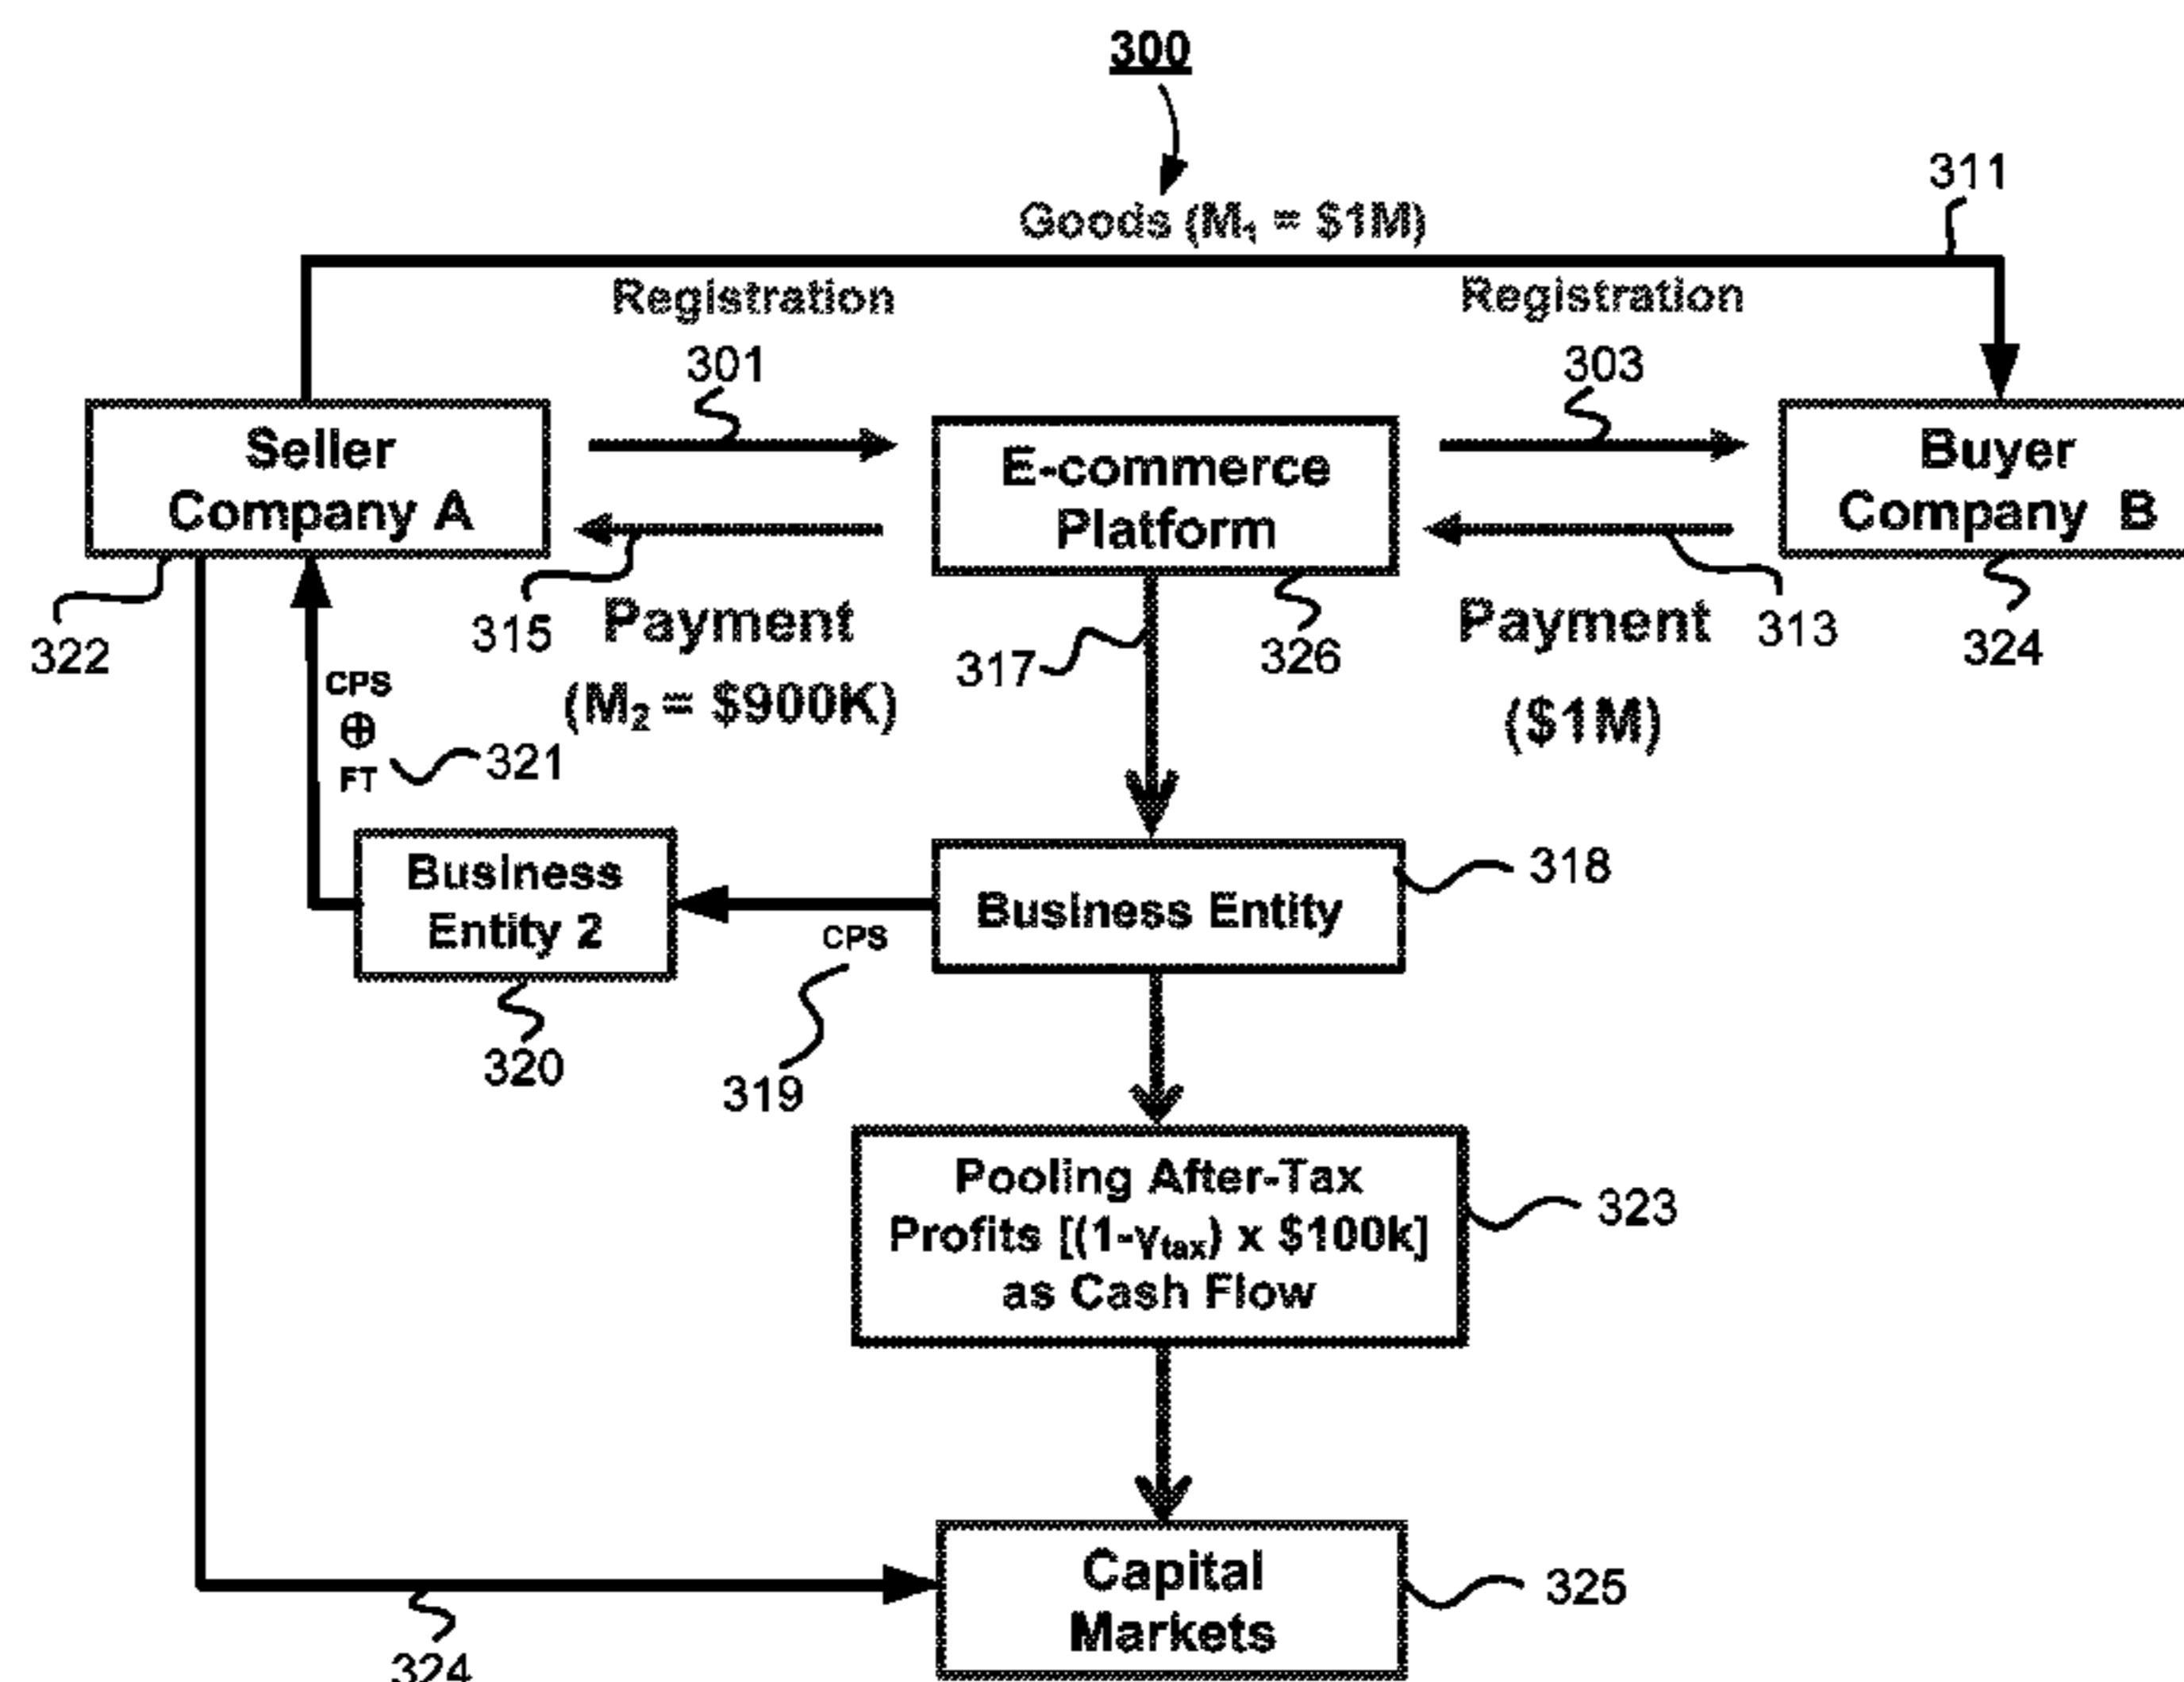 300
Goods (M₁ = $1M)
311
Registration
Registration
301
303
Seller
Company A
E-commerce
Platform
Buyer
Company B
322
315
Payment
(M₂ = $900K)
317
326
Payment
($1M)
313
324
CPS
⊕
FT
321
Business
Entity 2
CPS
Business Entity
318
320
319
Pooling After-Tax
Profits [(1-γtax) x $100k]
as Cash Flow
323
Capital
Markets
325
324